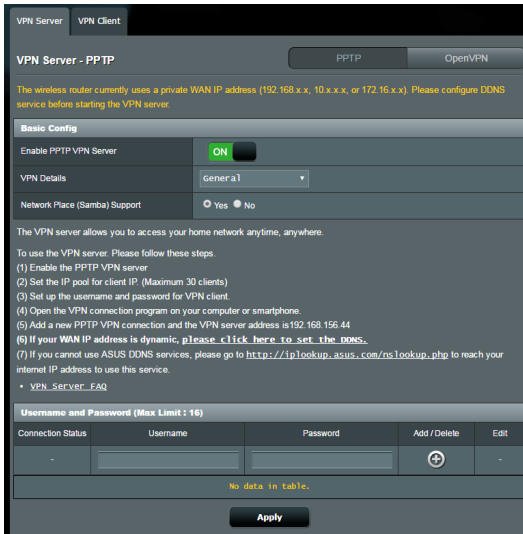 VPN Server VPN Client
VPN Server - PPTP PPTP OpenVPN
The wireless router currently uses a private WAN IP address (192.168.x.x, 10.x.x.x, or 172.16.x.x). Please configure DDNS
service before starting the VPN server.
Basic Config
Enable PPTP VPN Server ON
VPN Details General
Network Place (Samba) Support Yes No
The VPN server allows you to access your home network anytime, anywhere.
To use the VPN server. Please follow these steps.
(1) Enable the PPTP VPN server
(2) Set the IP pool for client IP. (Maximum 30 clients)
(3) Set up the username and password for VPN client.
(4) Open the VPN connection program on your computer or smartphone.
(5) Add a new PPTP VPN connection and the VPN server address is192.168.156.44
(6) If your WAN IP address is dynamic, please click here to set the DDNS.
(7) If you cannot use ASUS DDNS services, please go to http://iplookup.asus.com/nslookup.php to reach your
internet IP address to use this service.
• VPN Server FAQ
Username and Password (Max Limit : 16)
Connection Status Username Password Add / Delete Edit
- -
No data in table.
Apply